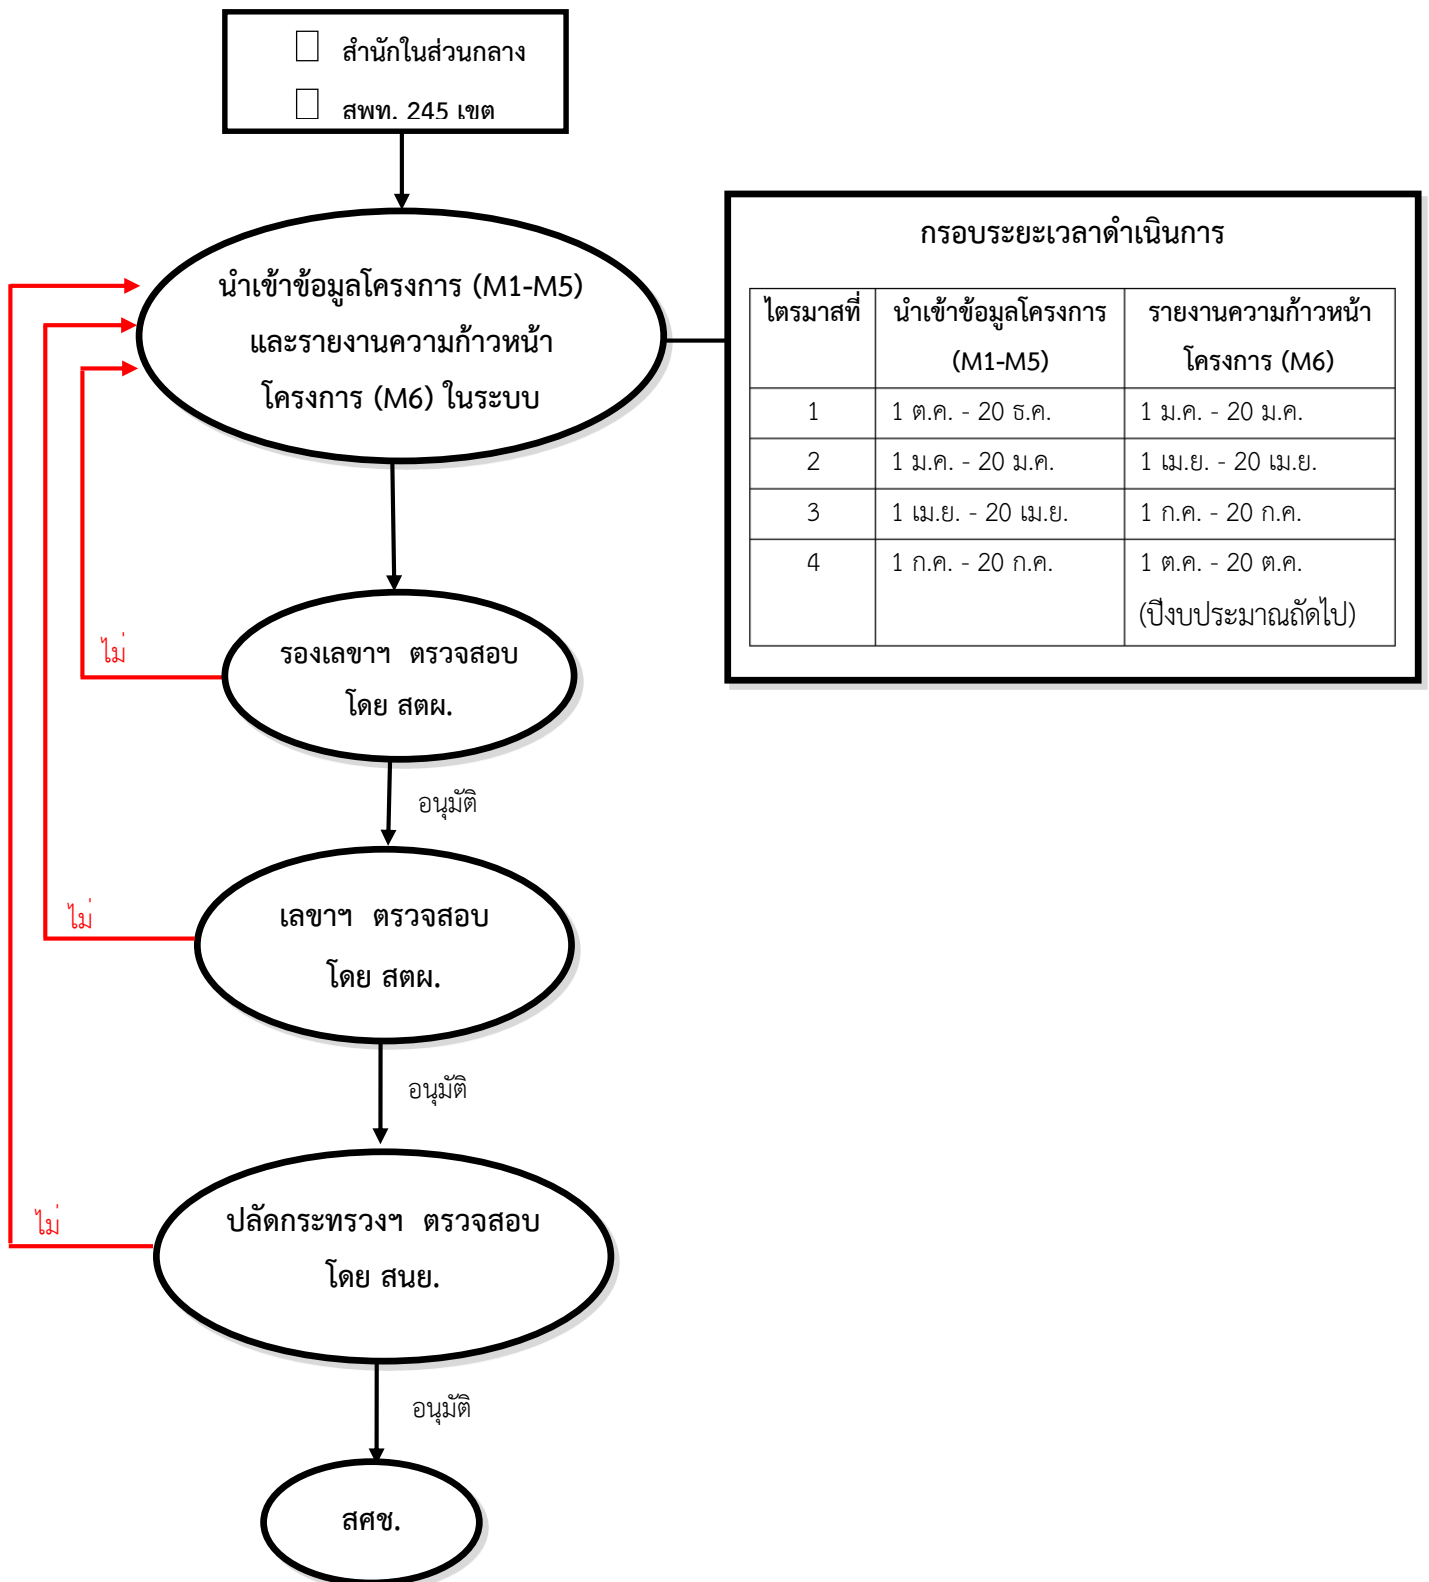 สำนักในส่วนกลาง
สพท. 245 เขต
นำเข้าข้อมูลโครงการ (M1-M5)
และรายงานความก้าวหน้า
โครงการ (M6) ในระบบ
กรอบระยะเวลาดำเนินการ
ไตรมาสที่ นำเข้าข้อมูลโครงการ รายงานความก้าวหน้า
(M1-M5) โครงการ (M6)
1 1 ต.ค. - 20 ธ.ค. 1 ม.ค. - 20 ม.ค.
2 1 ม.ค. - 20 ม.ค. 1 เม.ย. - 20 เม.ย.
3 1 เม.ย. - 20 เม.ย. 1 ก.ค. - 20 ก.ค.
4 1 ก.ค. - 20 ก.ค. 1 ต.ค. - 20 ต.ค.
(ปีงบประมาณถัดไป)
ไม่
รองเลขาฯ ตรวจสอบ
โดย สตผ.
อนุมัติ
ไม่
เลขาฯ ตรวจสอบ
โดย สตผ.
อนุมัติ
ไม่
ปลัดกระทรวงฯ ตรวจสอบ
โดย สนย.
อนุมัติ
สศช.